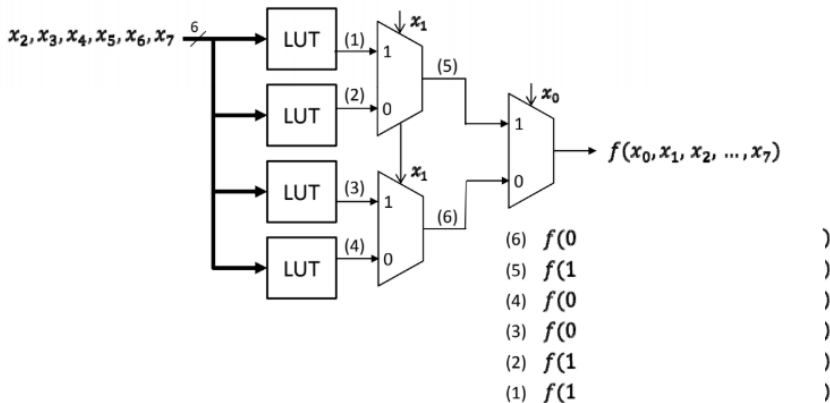 6
x₂,x₃,x₄,x₅,x₆,x₇
LUT
(1)
1
x₁
LUT
(2)
0
(5)
x₀
1
f(x₀,x₁,x₂, ...,x₇)
0
LUT
(3)
1
x₁
(6)
LUT
(4)
0
(6) f(0 )
(5) f(1 )
(4) f(0 )
(3) f(0 )
(2) f(1 )
(1) f(1 )